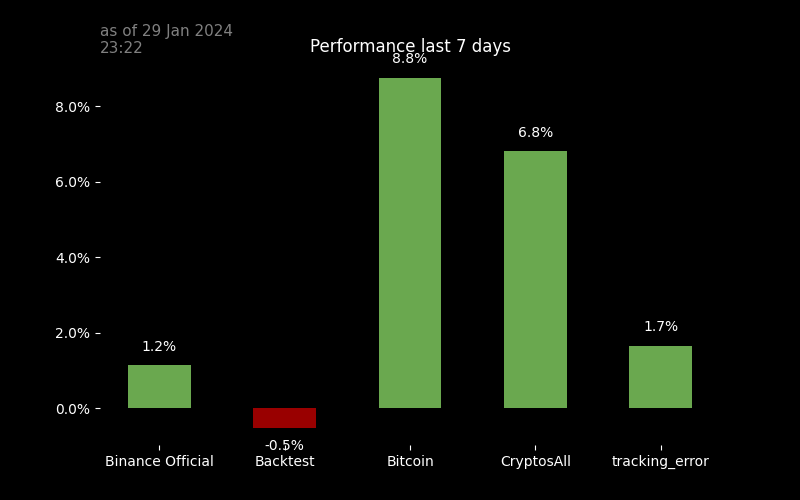 as of 29 Jan 2024
23:22
Performance last 7 days
8.8%
8.0%
6.8%
6.0%
4.0%
2.0%
1.7%
1.2%
0.0%
-0.5%
Binance Official
Backtest
Bitcoin
CryptosAll
tracking_error